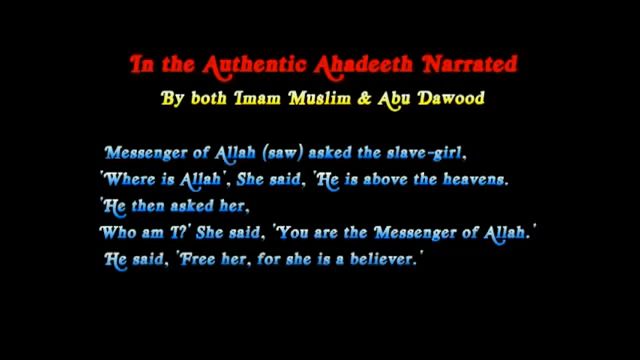 In the Authentic Ahadeeth Narrated
By both Imam Muslim & Abu Dawood
Messenger of Allah (saw) asked the slave-girl,
'Where is Allah', She said, 'He is above the heavens.
'He then asked her,
Who am I?' She said, 'You are the Messenger of Allah.'
He said, 'Free her, for she is a believer.'